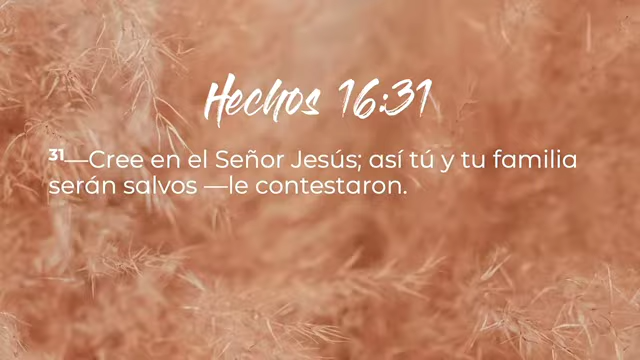 Hechos 16:31
31—Cree en el Señor Jesús; así tú y tu familia
serán salvos —le contestaron.